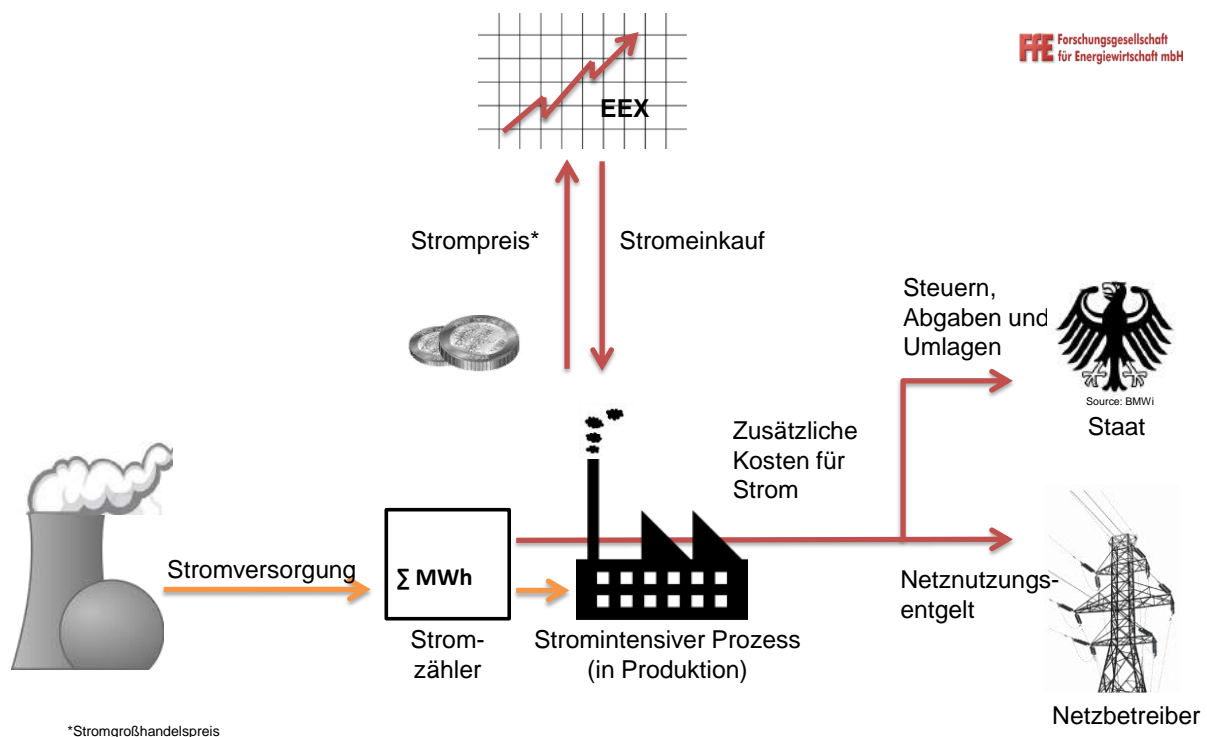 FfE Forschungsgesellschaft
für Energiewirtschaft mbH
EEX
Strompreis*
Stromeinkauf
Steuern,
Abgaben und
Umlagen
Source: BMWi
Staat
Zusätzliche
Kosten für
Strom
Stromversorgung
∑ MWh
Netznutzungs-
entgelt
Strom-
zähler
Stromintensiver Prozess
(in Produktion)
Netzbetreiber
*Stromgroßhandelspreis